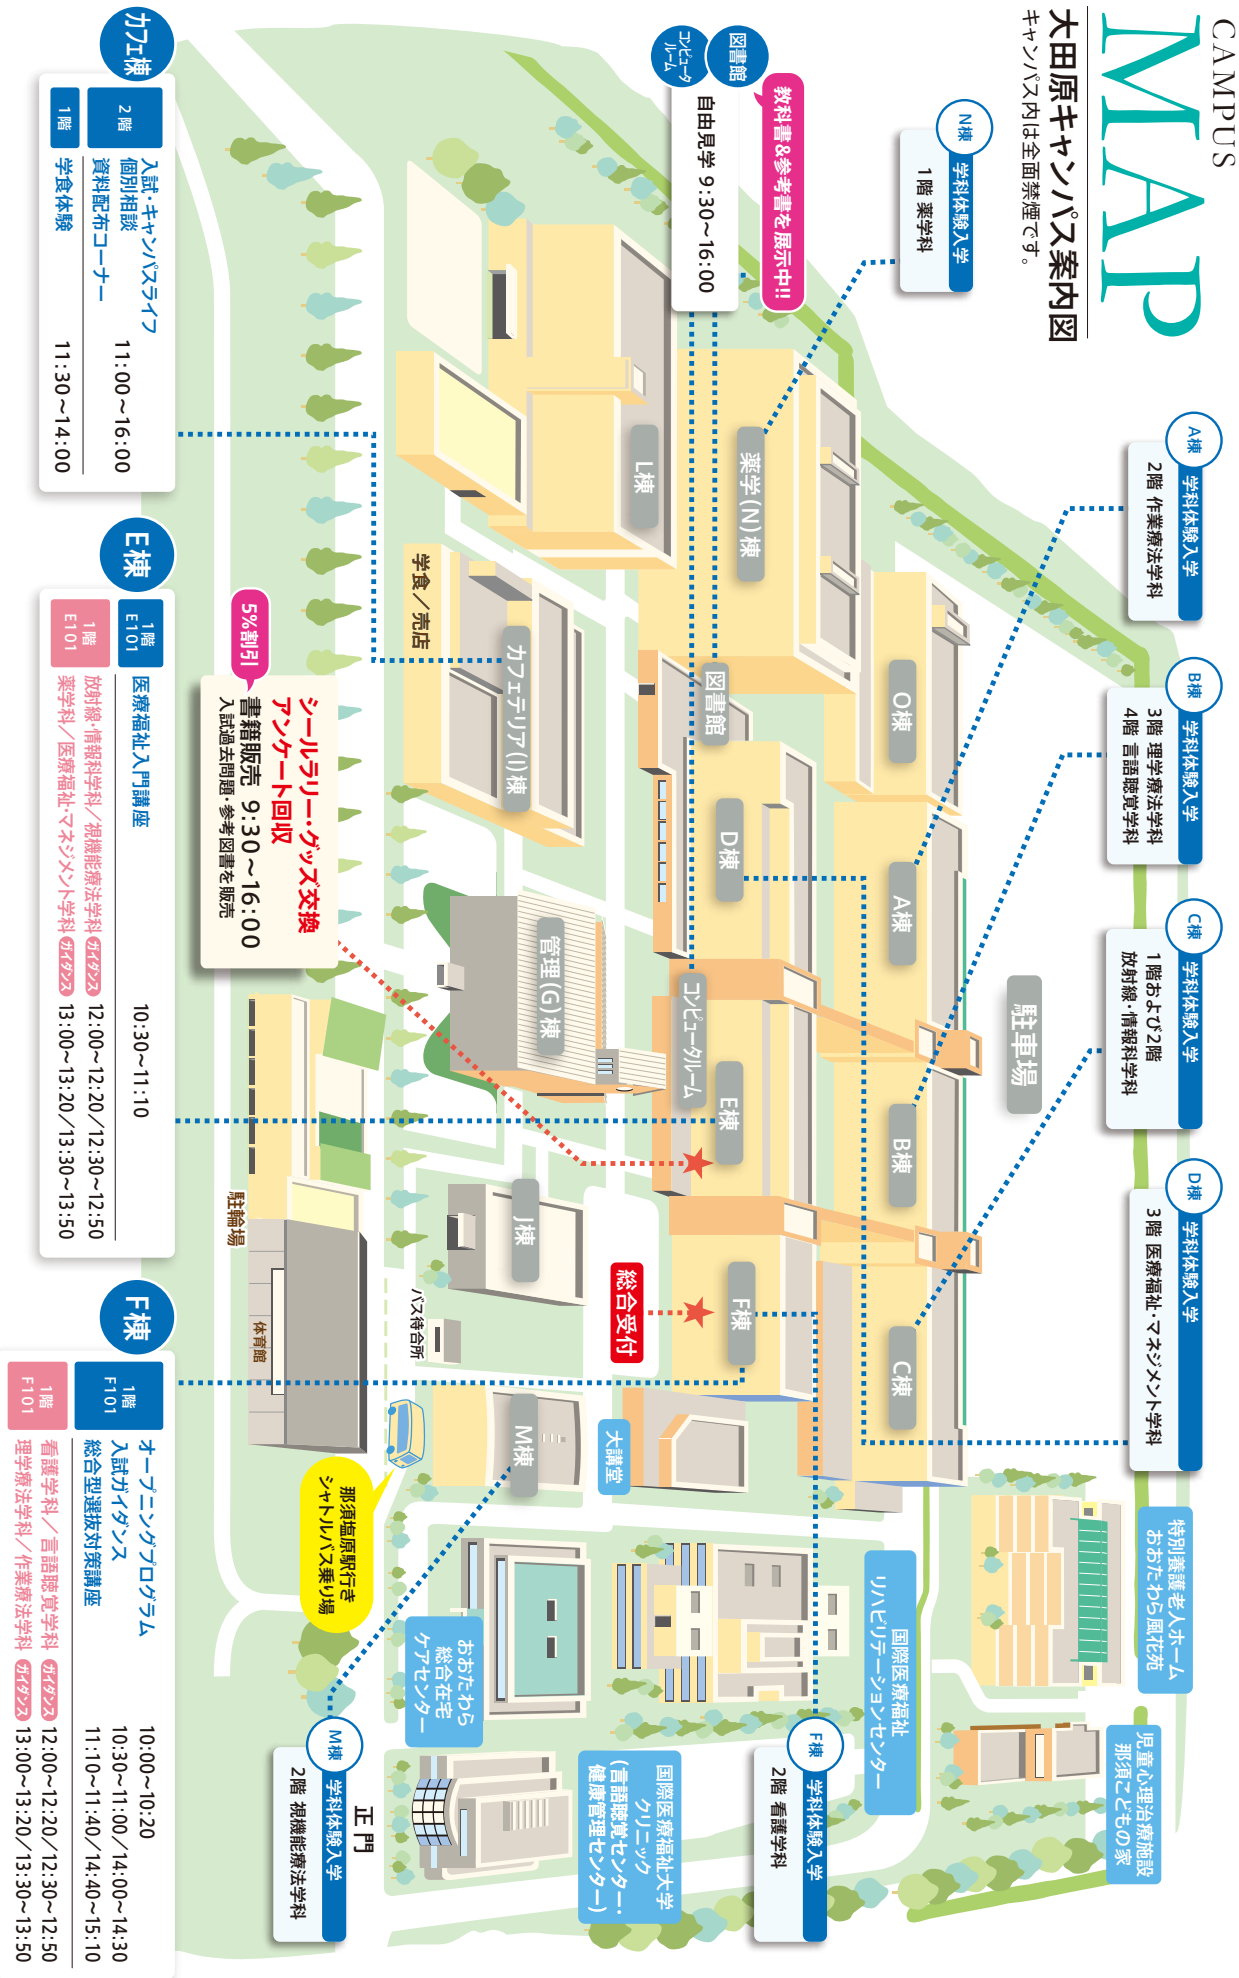 CAMPUS
MAP
大田原キャンパス案内図
キャンパス内は全面禁煙です。
N棟 学科体験入学
1階 薬学科
図書館
コンピュータルーム
教科書&参考書を展示中!!
自由見学 9:30～16:00
A棟 学科体験入学
2階 作業療法学科
B棟 学科体験入学
3階 理学療法学科
4階 言語聴覚学科
C棟 学科体験入学
1階および2階
放射線・情報科学科
D棟 学科体験入学
3階 医療福祉・マネジメント学科
駐車場
L棟
薬学(N)棟
O棟
A棟
B棟
C棟
図書館
D棟
コンピュータルーム
E棟
F棟
総合受付
学食／売店
カフェテリア(I)棟
管理(G)棟
J棟
M棟
大講堂
バス待合所
駐輪場
体育館
那須塩原駅行き
シャトルバス乗り場
特別養護老人ホーム
おおたわら風花苑
児童心理治療施設
那須こどもの家
国際医療福祉
リハビリテーションセンター
国際医療福祉大学
クリニック
(言語聴覚センター・
健康管理センター)
おおたわら
総合在宅
ケアセンター
正門
F棟 学科体験入学
2階 看護学科
M棟 学科体験入学
2階 視機能療法学科
シールラリー・グッズ交換
アンケート回収
5%割引
書籍販売 9:30～16:00
入試過去問題・参考図書を販売
カフェ棟
2階
入試・キャンパスライフ
個別相談
資料配布コーナー
11:00～16:00
1階 学食体験 11:30～14:00
E棟
1階
E101
医療福祉入門講座 10:30～11:10
1階
E101
放射線・情報科学科／視機能療法学科 ガイダンス 12:00～12:20／12:30～12:50
薬学科／医療福祉・マネジメント学科 ガイダンス 13:00～13:20／13:30～13:50
F棟
1階
F101
オープニングプログラム 10:00～10:20
入試ガイダンス 10:30～11:00／14:00～14:30
総合型選抜対策講座 11:10～11:40／14:40～15:10
1階
F101
看護学科／言語聴覚学科 ガイダンス 12:00～12:20／12:30～12:50
理学療法学科／作業療法学科 ガイダンス 13:00～13:20／13:30～13:50